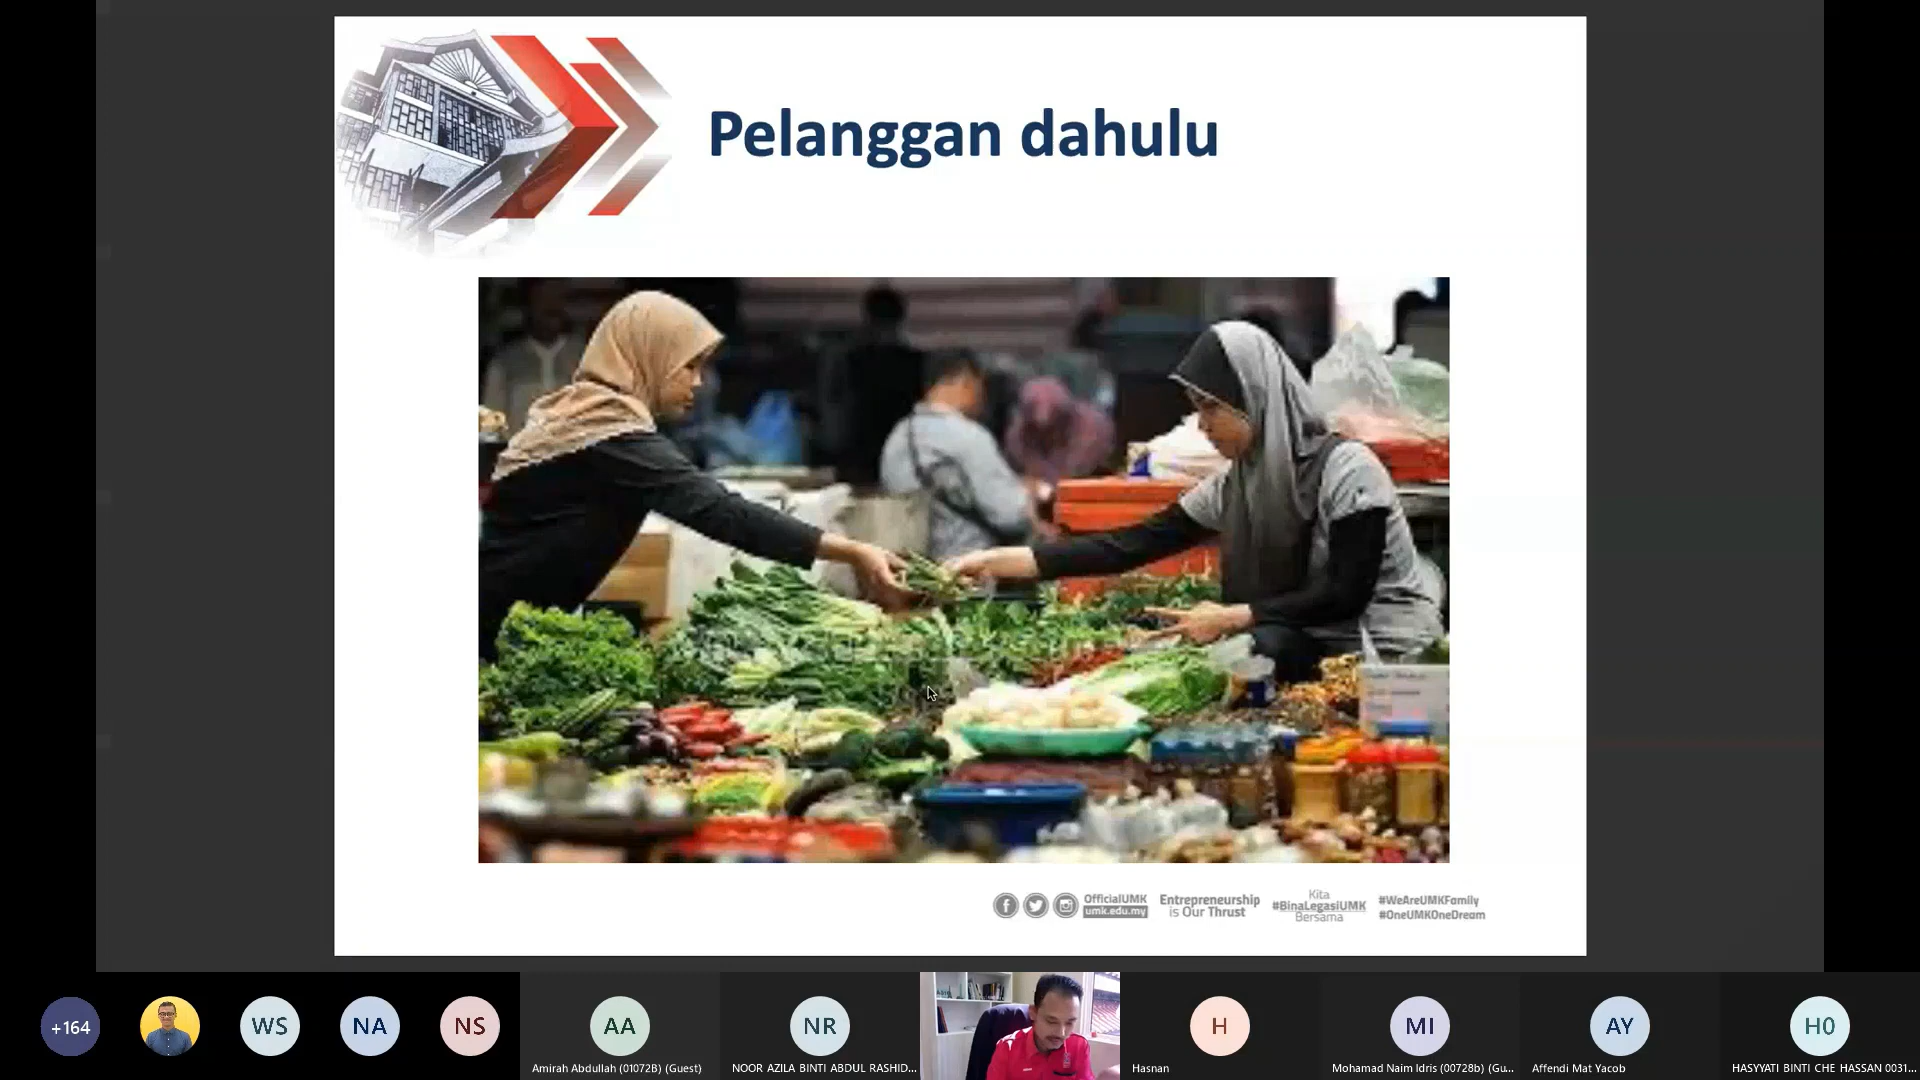 Pelanggan dahulu
OfficialUMK
umk.edu.my
Entrepreneurship
is Our Thrust
Kita
#BinaLegasiUMK
Bersama
#WeAreUMKFamily
#OneUMKOneDream
+164
WS
NA
NS
AA
Amirah Abdullah (01072B) (Guest)
NR
NOOR AZILA BINTI ABDUL RASHID...
H
Hasnan
MI
Mohamad Naim Idris (00728b) (Gu...
AY
Affendi Mat Yacob
H0
HASYYATI BINTI CHE HASSAN 0031...